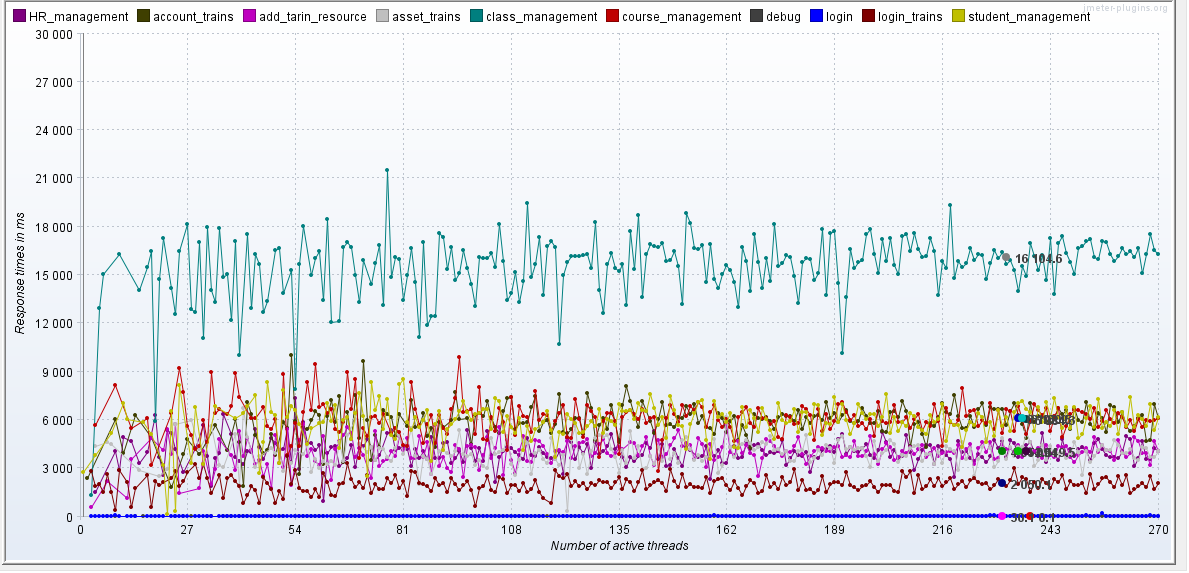 jmeter-plugins.org
HR_management account_trains add_tarin_resource asset_trains class_management course_management debug login login_trains student_management
30 000
27 000
24 000
21 000
18 000
15 000
12 000
9 000
6 000
3 000
0
Response times in ms
16 104.6
0 27 54 81 108 135 162 189 216 243 270
Number of active threads